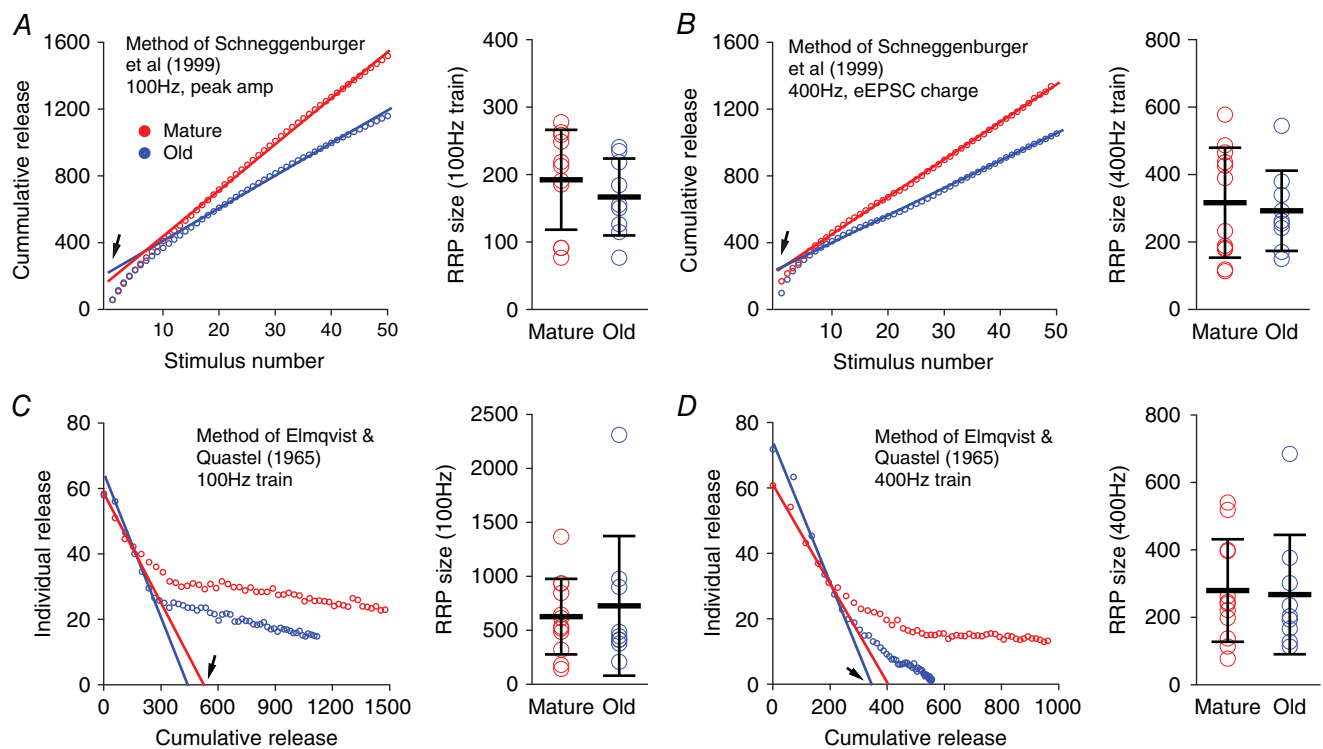 A
Method of Schneggenburger
et al (1999)
100Hz, peak amp
Mature
Old
Cummulative release
1600
1200
800
400
0
10
20
30
40
50
Stimulus number
RRP size (100Hz train)
400
300
200
100
0
Mature
Old
B
Method of Schneggenburger
et al (1999)
400Hz, eEPSC charge
Cumulative release
1600
1200
800
400
0
10
20
30
40
50
Stimulus number
RRP size (400Hz train)
800
600
400
200
0
Mature
Old
C
Method of Elmqvist &
Quastel (1965)
100Hz train
Individual release
80
60
40
20
0
0
300
600
900
1200
1500
Cumulative release
RRP size (100Hz)
2500
2000
1500
1000
500
0
Mature
Old
D
Method of Elmqvist &
Quastel (1965)
400Hz train
Individual release
80
60
40
20
0
0
200
400
600
800
1000
Cumulative release
RRP size (400Hz)
800
600
400
200
0
Mature
Old